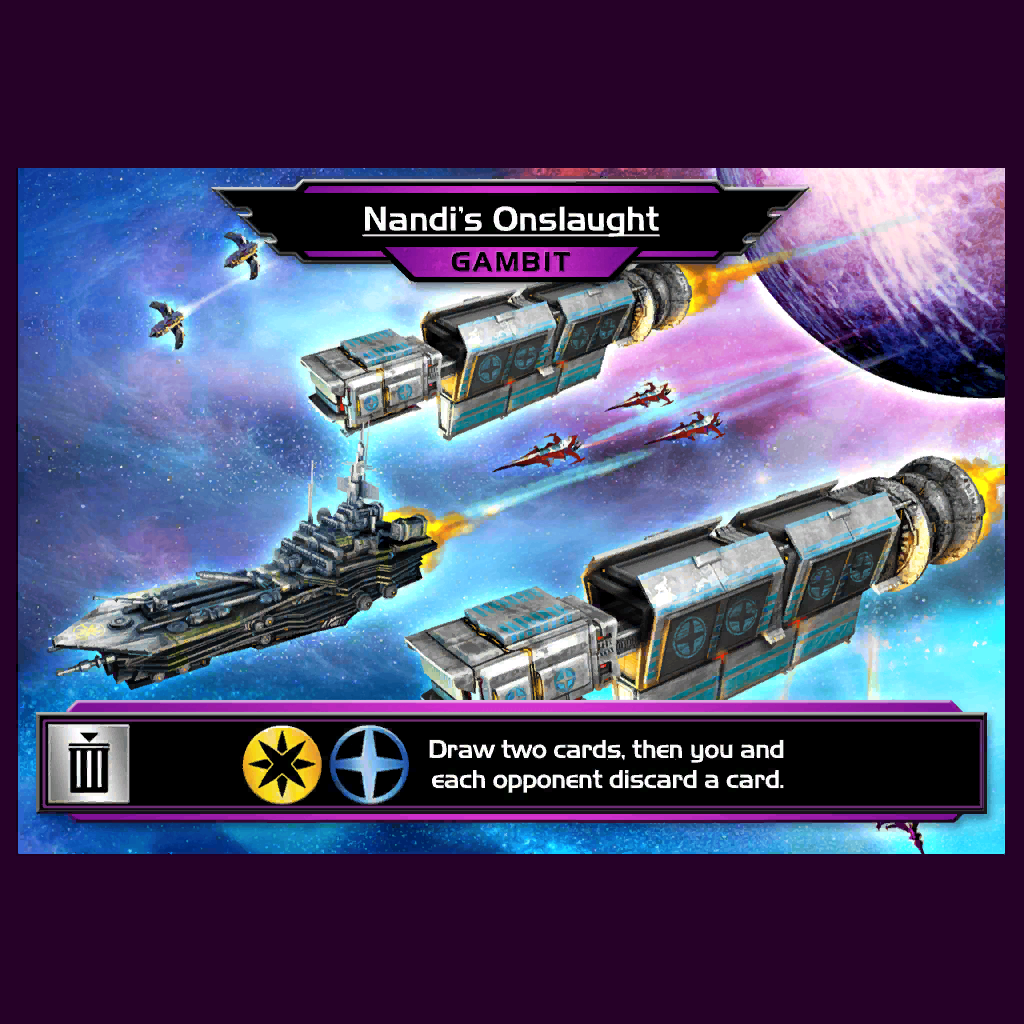 Nandi's Onslaught
GAMBIT
Draw two cards, then you and
each opponent discard a card.